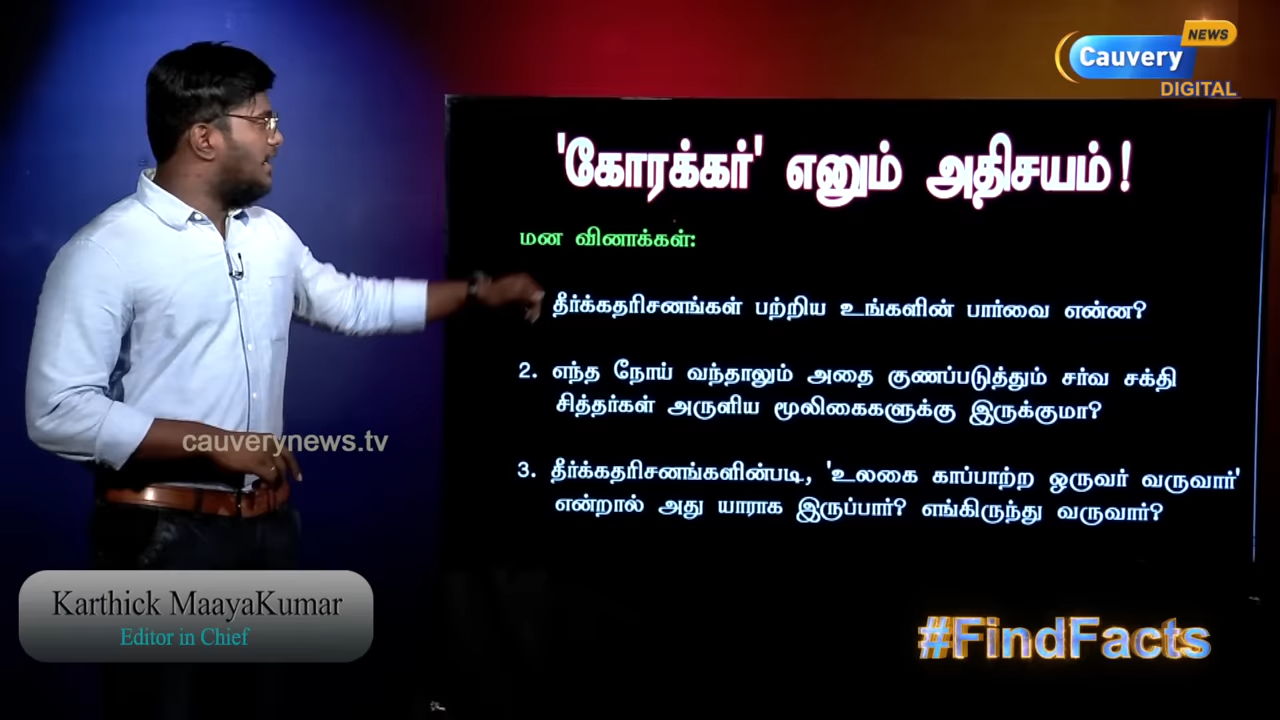 Cauvery NEWS
DIGITAL
'கோரக்கர்' எனும் அதிசயம்!
மன வினாக்கள்:
தீர்க்கதரிசனங்கள் பற்றிய உங்களின் பார்வை என்ன?
2. எந்த நோய் வந்தாலும் அதை குணப்படுத்தும் சர்வ சக்தி
சித்தர்கள் அருளிய மூலிகைகளுக்கு இருக்குமா?
3. தீர்க்கதரிசனங்களின்படி, 'உலகை காப்பாற்ற ஒருவர் வருவார்'
என்றால் அது யாராக இருப்பார்? எங்கிருந்து வருவார்?
cauverynews.tv
Karthick MaayaKumar
Editor in Chief
#FindFacts